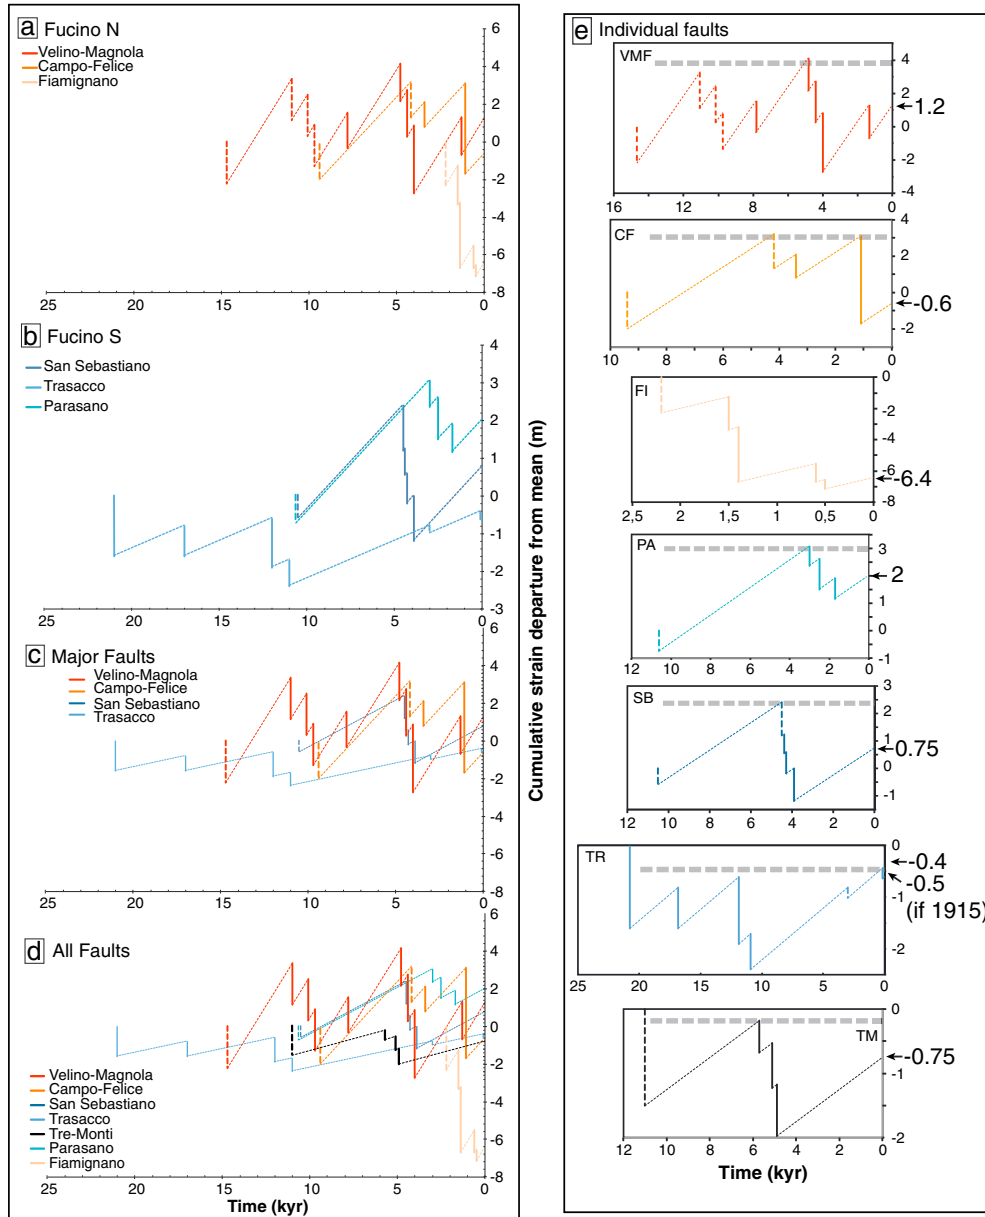 a Fucino N
Velino-Magnola
Campo-Felice
Fiamignano
6
4
2
0
-2
-4
-6
-8
25 20 15 10 5 0
b Fucino S
San Sebastiano
Trasacco
Parasano
4
3
2
1
0
-1
-2
-3
25 20 15 10 5 0
c Major Faults
Velino-Magnola
Campo-Felice
San Sebastiano
Trasacco
6
4
2
0
-2
-4
-6
-8
d All Faults
Velino-Magnola
Campo-Felice
San Sebastiano
Trasacco
Tre-Monti
Parasano
Fiamignano
6
4
2
0
-2
-4
-6
-8
25 20 15 10 5 0
Time (kyr)
Cumulative strain departure from mean (m)
e Individual faults
VMF
4
2
0
-2
-4
1.2
16 12 8 4 0
CF
4
2
0
-2
-0.6
10 8 6 4 2 0
FI
0
-2
-4
-6
-8
-6.4
2,5 2 1,5 1 0,5 0
PA
3
2
1
0
-1
2
12 10 8 6 4 2 0
SB
3
2
1
0
-1
0.75
12 10 8 6 4 2 0
TR
0
-1
-2
-0.4
-0.5
(if 1915)
25 20 15 10 5 0
TM
0
-1
-2
-0.75
12 10 8 6 4 2 0
Time (kyr)